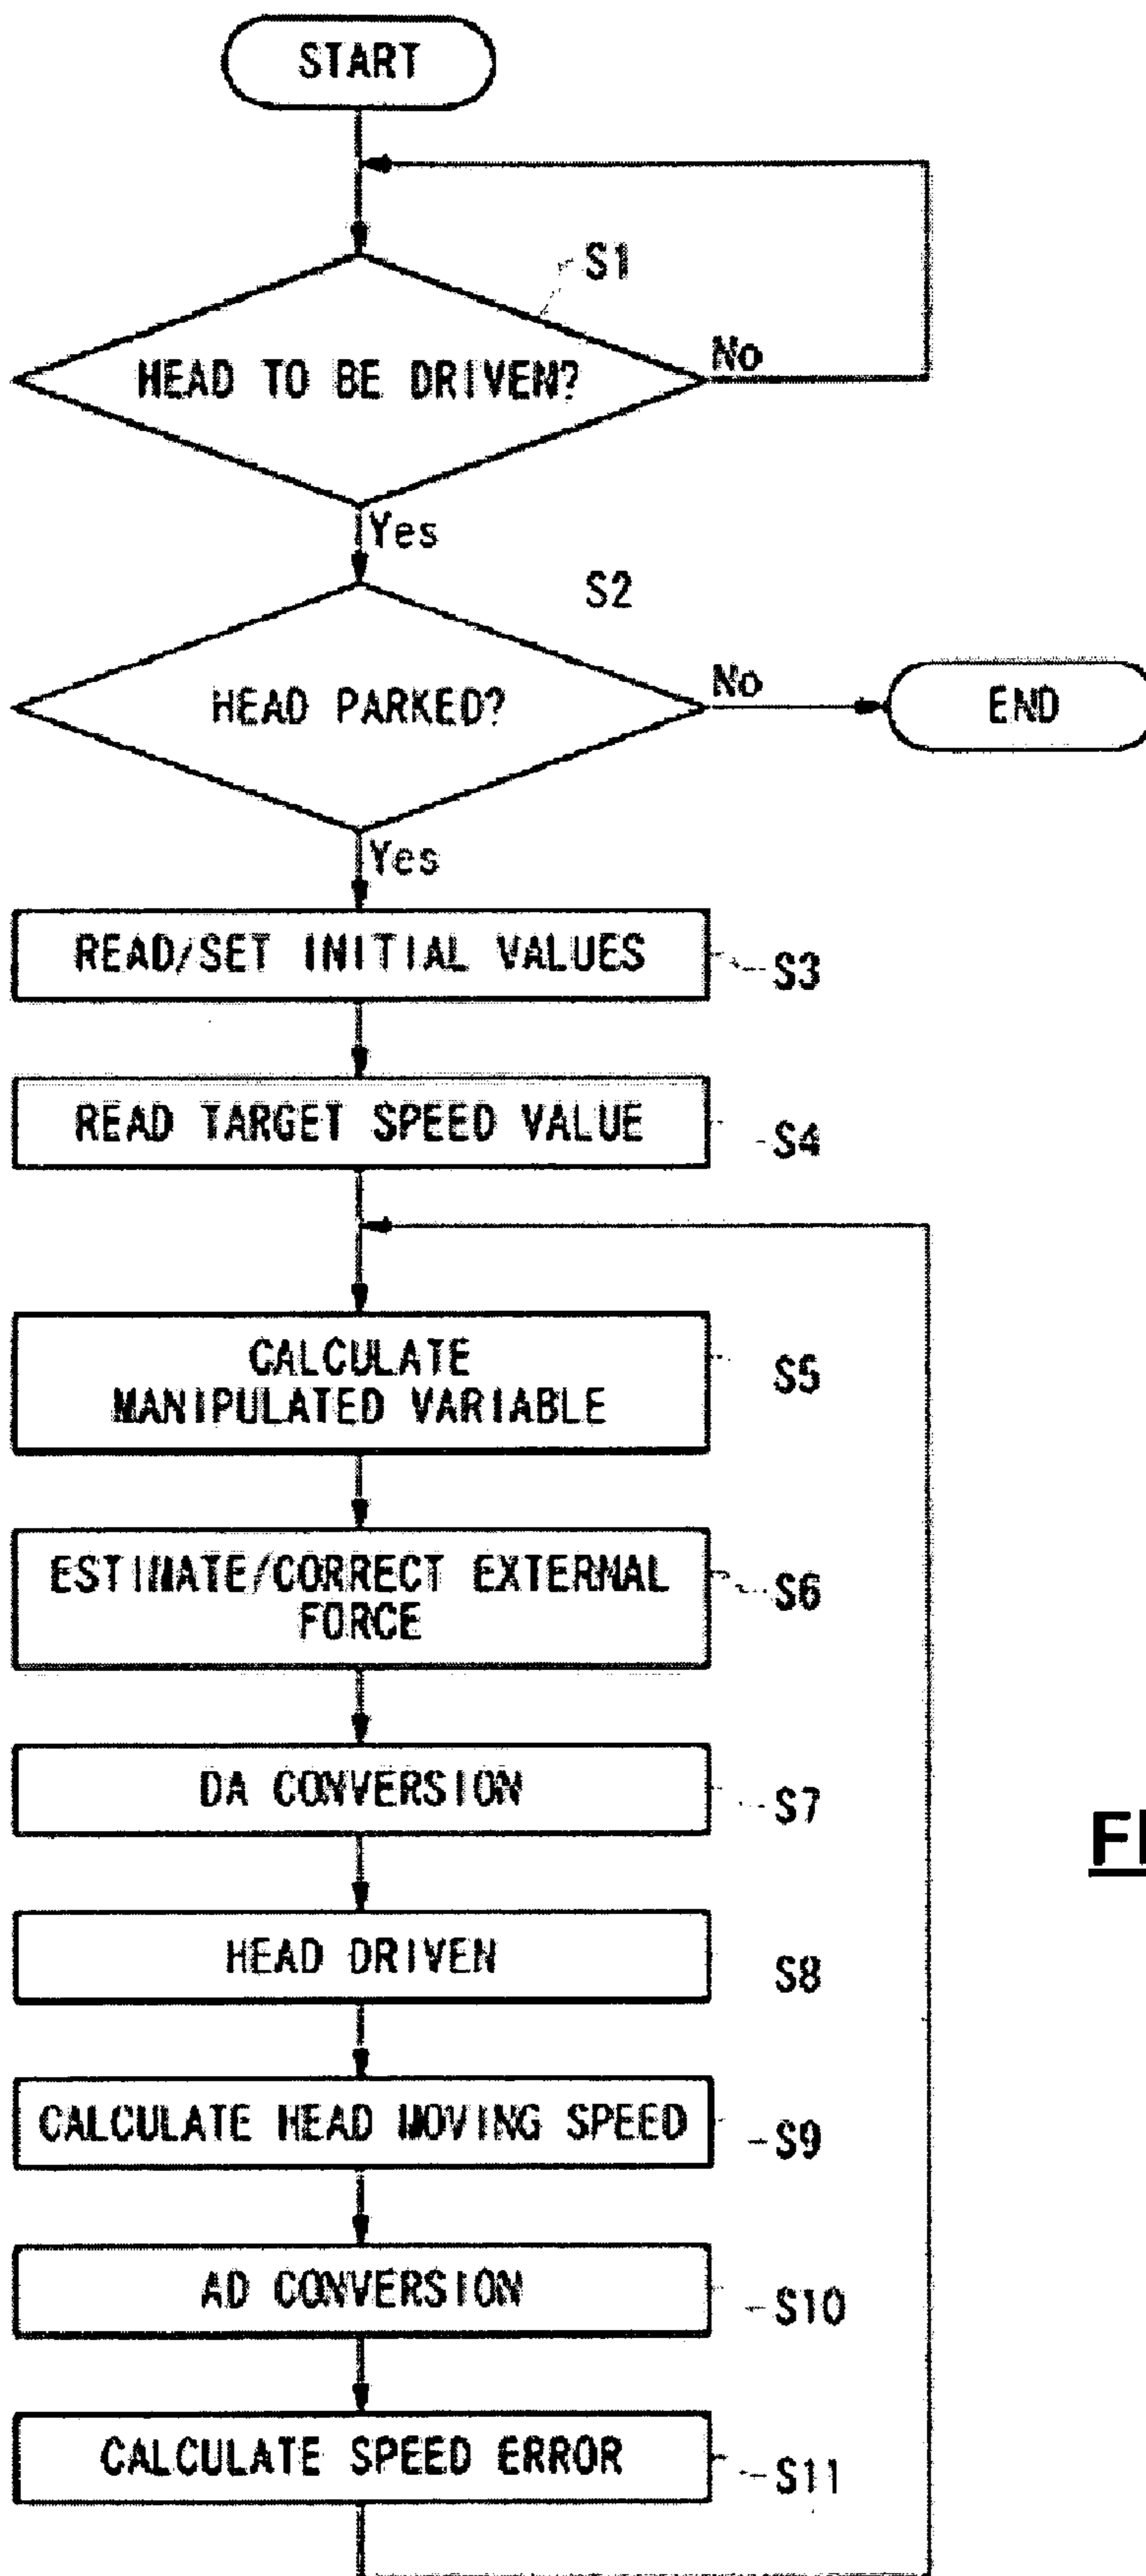 START
S1
HEAD TO BE DRIVEN?
No
Yes
S2
HEAD PARKED?
No
END
Yes
READ/SET INITIAL VALUES
S3
READ TARGET SPEED VALUE
S4
CALCULATE
MANIPULATED VARIABLE
S5
ESTIMATE/CORRECT EXTERNAL
FORCE
S6
DA CONVERSION
S7
HEAD DRIVEN
S8
CALCULATE HEAD MOVING SPEED
S9
AD CONVERSION
S10
CALCULATE SPEED ERROR
S11